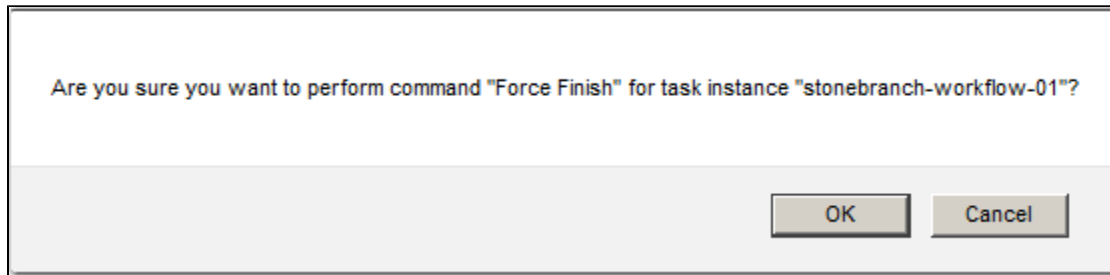 Are you sure you want to perform command "Force Finish" for task instance "stonebranch-workflow-01"?
OK
Cancel